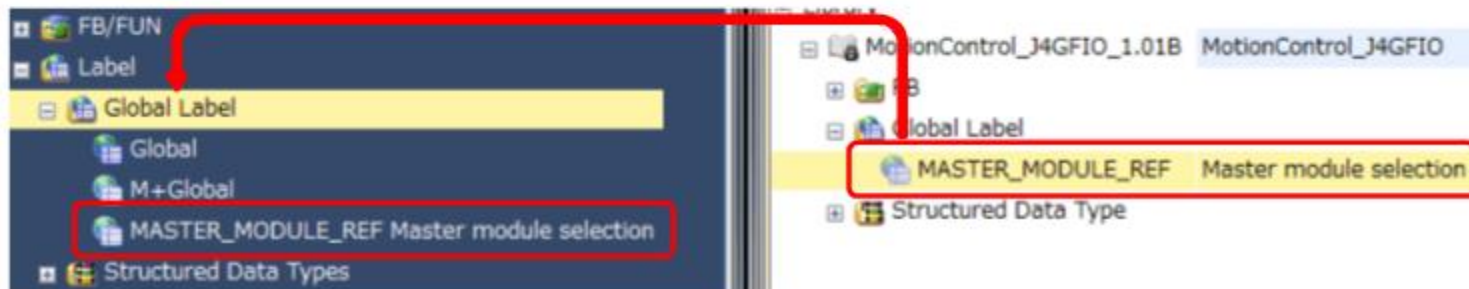 FB/FUN
Label
Global Label
Global
M+Global
MASTER_MODULE_REF Master module selection
Structured Data Types
MotionControl_J4GFIO_1.01B MotionControl_J4GFIO
Global Label
MASTER_MODULE_REF Master module selection
Structured Data Type